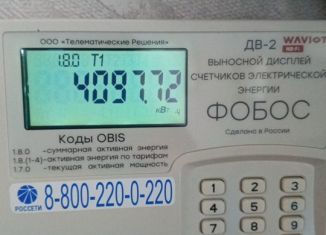 ООО «Телематические Решения»
ДВ-2 WAVIOT
ВЫНОСНОЙ ДИСПЛЕЙ
СЧЕТЧИКОВ ЭЛЕКТРИЧЕСКОЙ
ЭНЕРГИИ
ФОБОС
Сделано в России
1.8.0 Т1
4097.72
кВт ч
Коды OBIS
1.8.0 -суммарная активная энергия
1.8.(1-4)-активная энергия по тарифам
1.7.0 -текущая активная мощность
РОССЕТИ 8-800-220-0-220
1 2 3
4 5 6
7 8 9